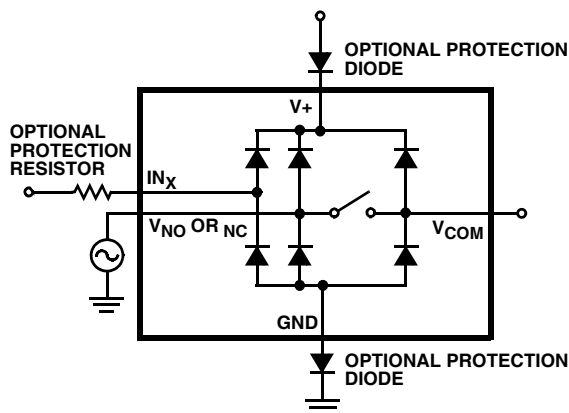 OPTIONAL PROTECTION
DIODE
V+
OPTIONAL
PROTECTION
RESISTOR
INX
VNO OR NC
VCOM
GND
OPTIONAL PROTECTION
DIODE